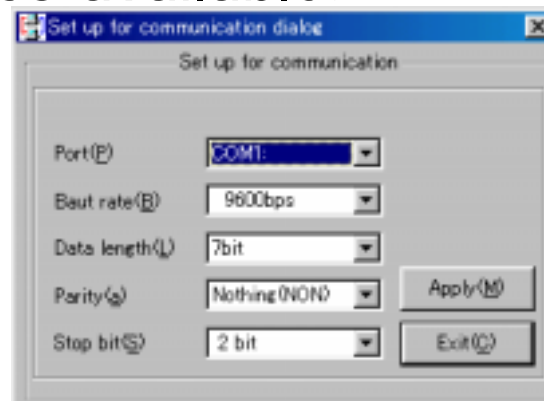 Set up for communication dialog
Set up for communication
Port(P) COM1:
Baut rate(B) 9600bps
Data length(L) 7bit
Parity(a) Nothing(NON) Apply(M)
Stop bit(S) 2 bit Exit(C)